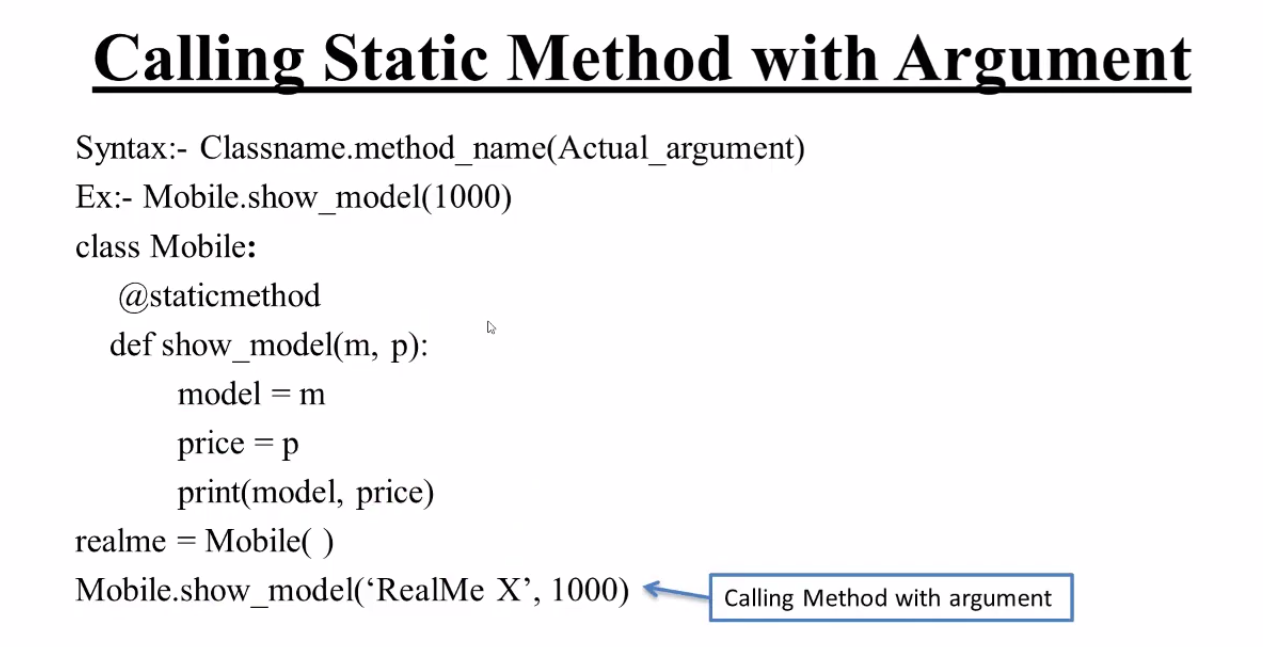 Calling Static Method with Argument
Syntax:- Classname.method_name(Actual_argument)
Ex:- Mobile.show_model(1000)
class Mobile:
@staticmethod
def show_model(m, p):
model = m
price = p
print(model, price)
realme = Mobile( )
Mobile.show_model(‘RealMe X’, 1000)
Calling Method with argument